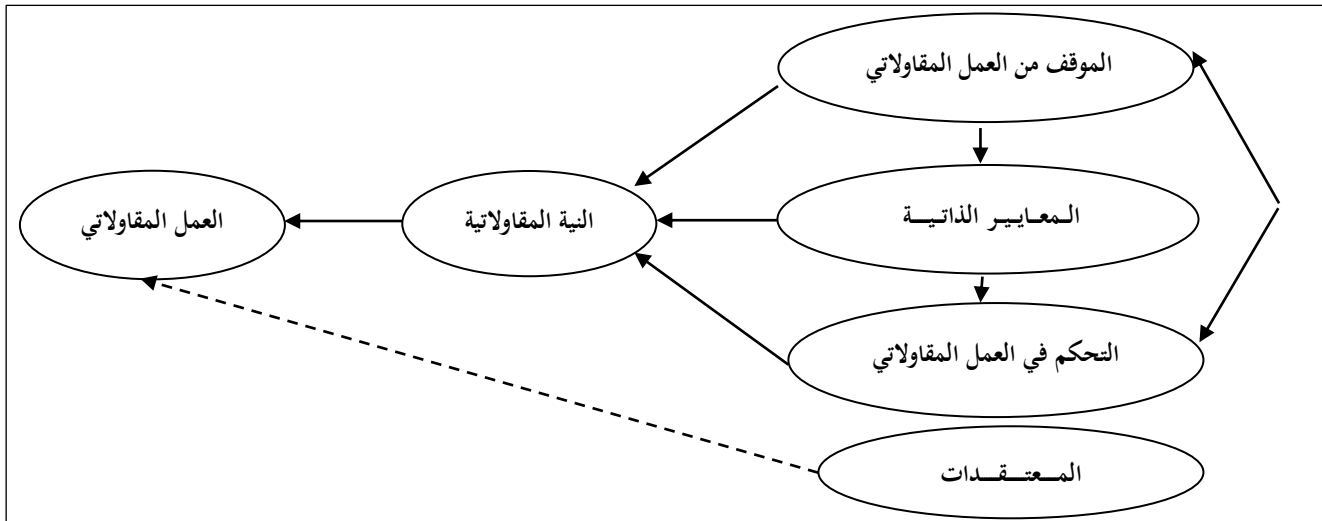 الموقف من العمل المقاولاتي
المعايير الذاتية
النية المقاولاتية
العمل المقاولاتي
التحكم في العمل المقاولاتي
المعتقدات